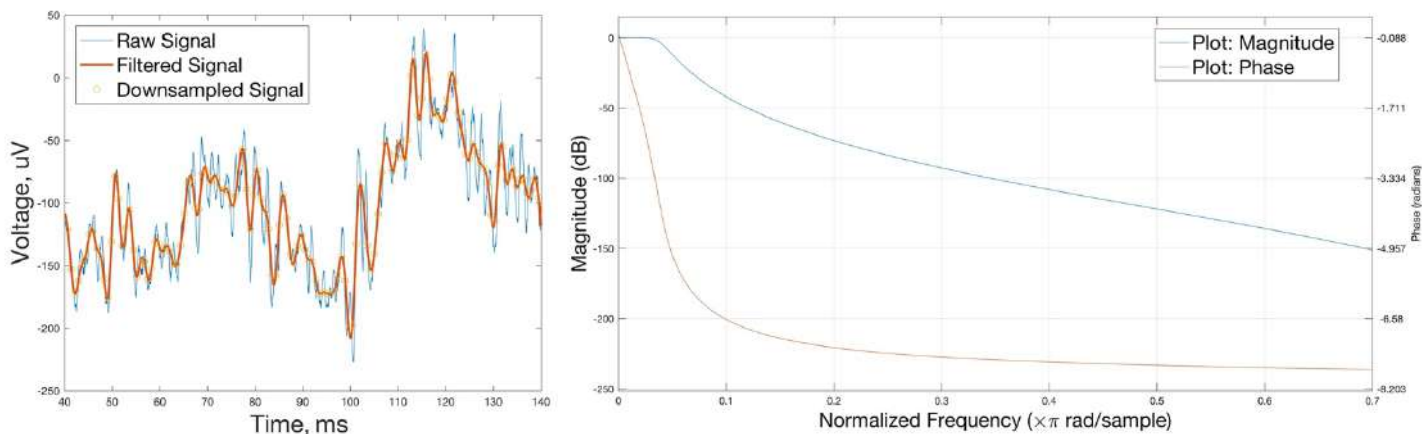 50
0
-50
-100
-150
-200
-250
Voltage, uV
Raw Signal
Filtered Signal
Downsampled Signal
40 50 60 70 80 90 100 110 120 130 140
Time, ms
0
-50
-100
-150
-200
-250
Magnitude (dB)
Plot: Magnitude
Plot: Phase
-0.088
-1.711
-3.334
-4.957
-6.58
-8.203
Phase (radians)
0 0.1 0.2 0.3 0.4 0.5 0.6 0.7
Normalized Frequency (×π rad/sample)